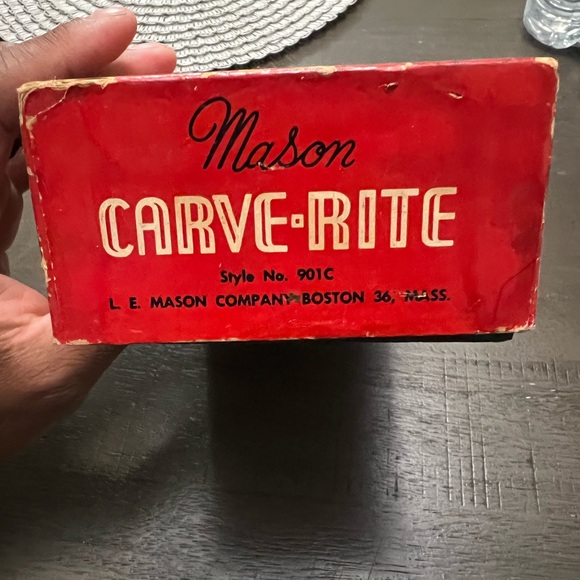 Mason
CARVE-RITE
Style No. 901C
L. E. MASON COMPANY BOSTON 36, MASS.